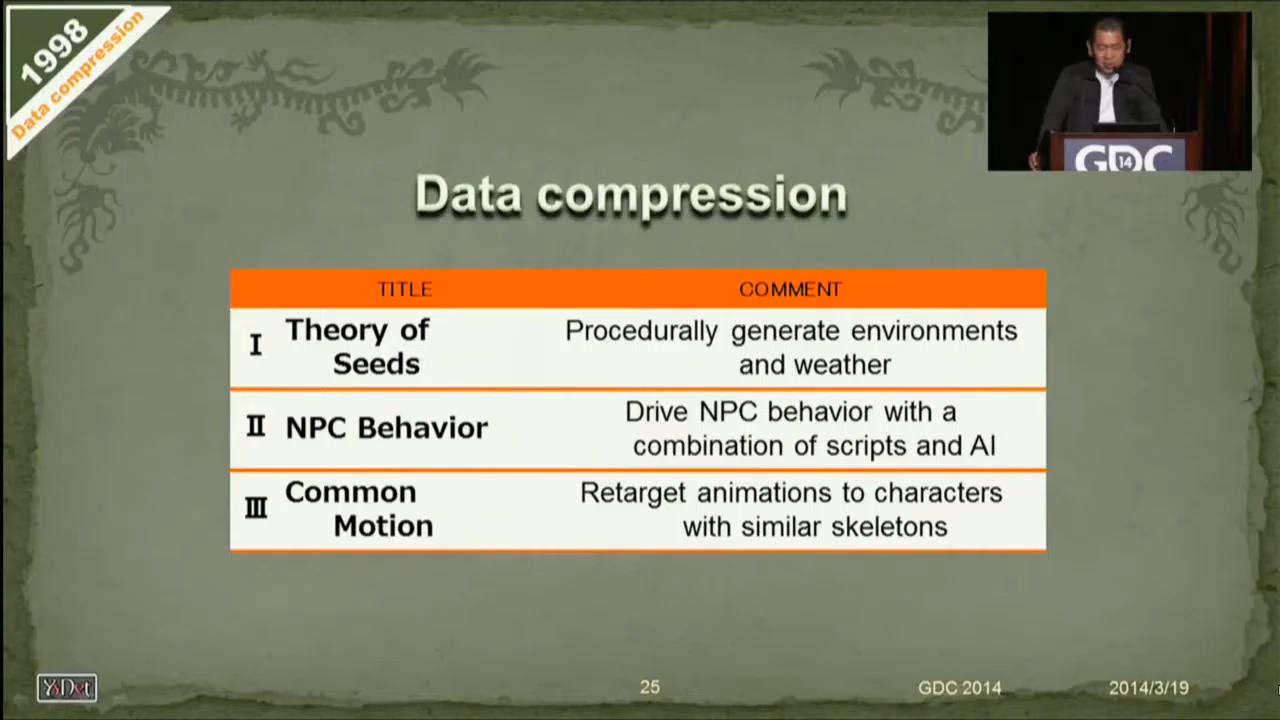 1998
Data compression
GDC
14
Data compression
TITLE
COMMENT
I
Theory of
Seeds
Procedurally generate environments
and weather
II
NPC Behavior
Drive NPC behavior with a
combination of scripts and AI
III
Common
Motion
Retarget animations to characters
with similar skeletons
YsNet
25
GDC 2014
2014/3/19